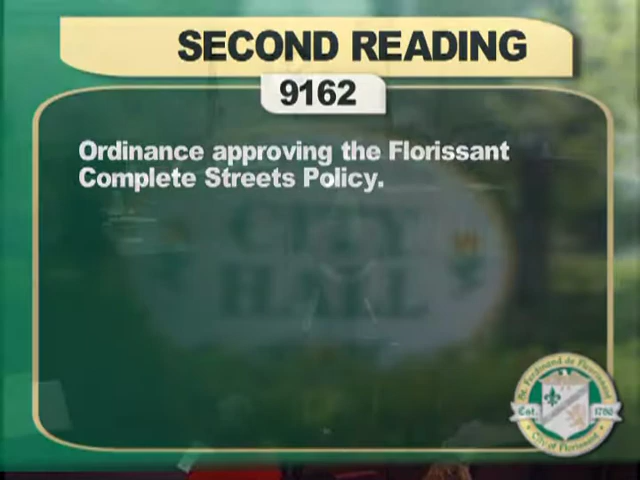 SECOND READING
9162
Ordinance approving the Florissant
Complete Streets Policy.
CITY
HALL
St. Ferdinand de Florissant
Est. 1786
City of Florissant